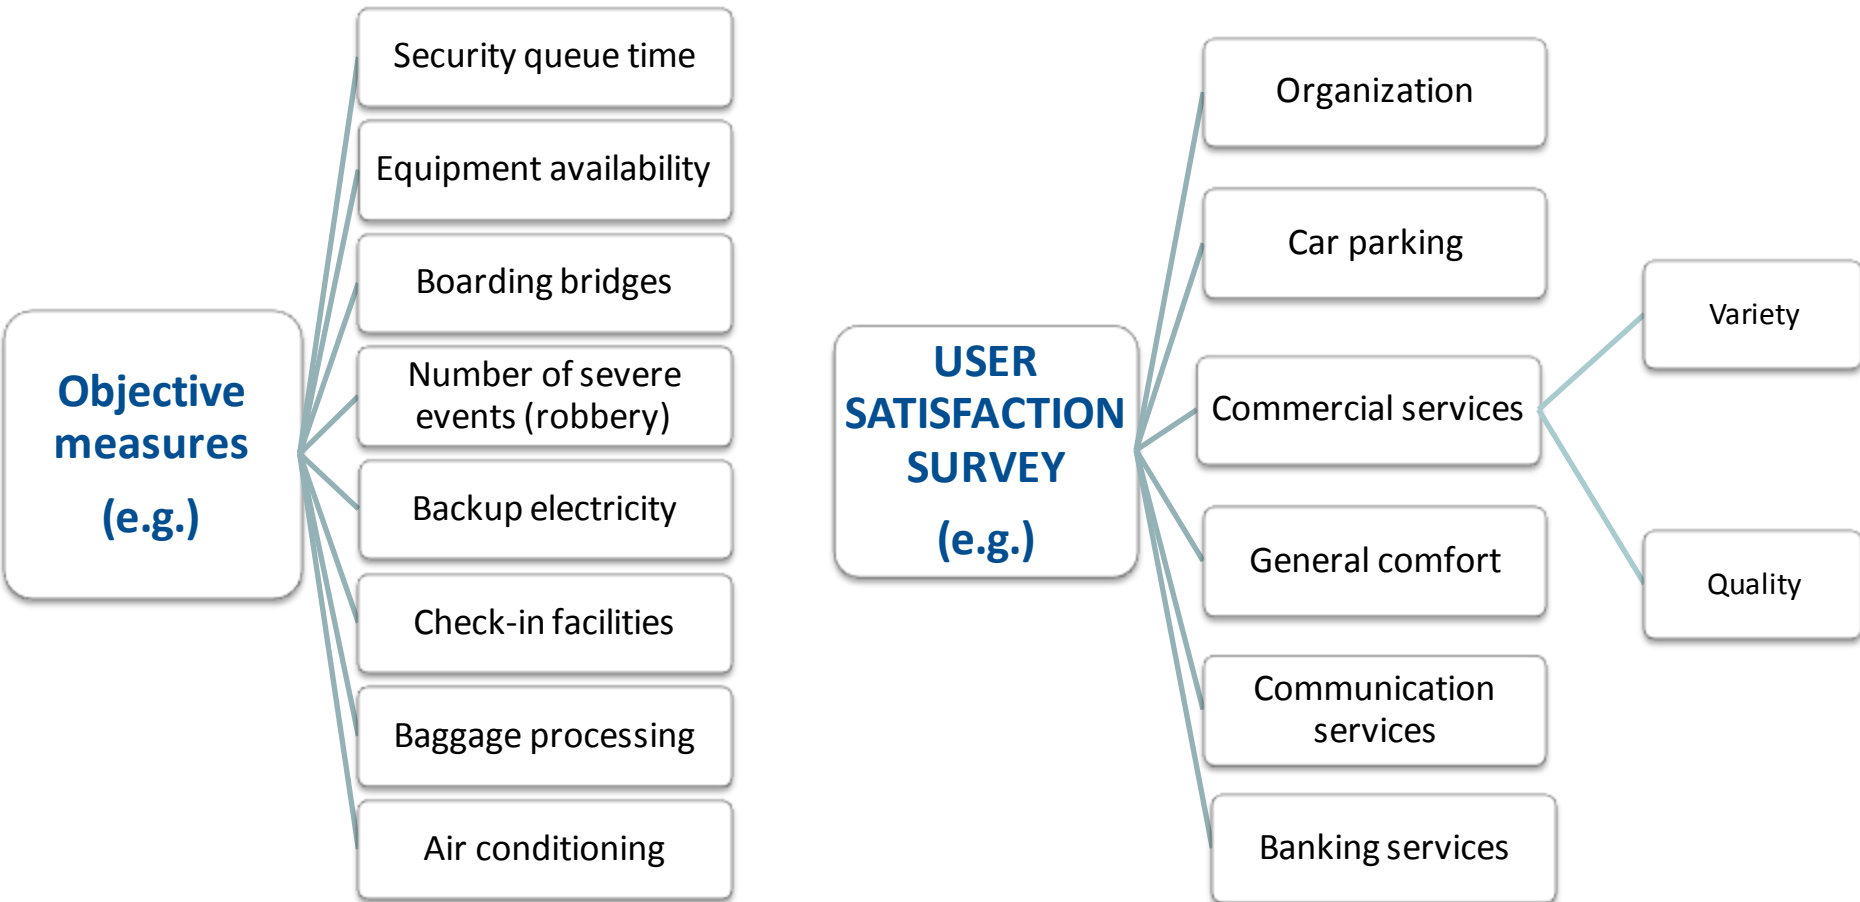 Objective
measures
(e.g.)
Security queue time
Equipment availability
Boarding bridges
Number of severe
events (robbery)
Backup electricity
Check-in facilities
Baggage processing
Air conditioning
USER
SATISFACTION
SURVEY
(e.g.)
Organization
Car parking
Commercial services
General comfort
Communication
services
Banking services
Variety
Quality